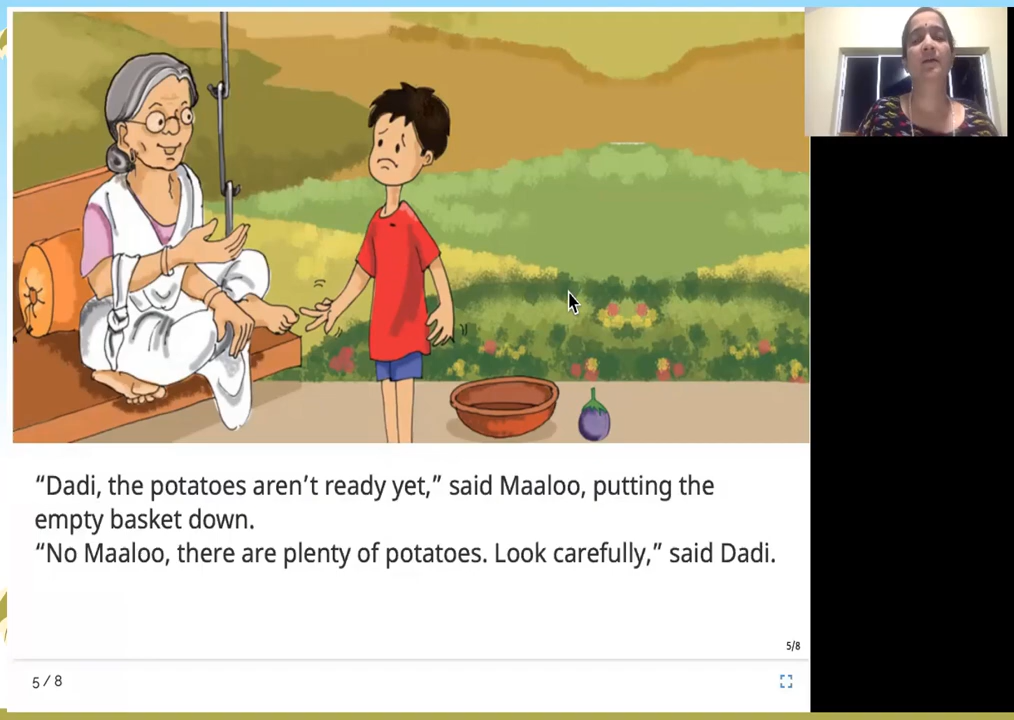 “Dadi, the potatoes aren’t ready yet,” said Maaloo, putting the
empty basket down.
“No Maaloo, there are plenty of potatoes. Look carefully,” said Dadi.
5/8
5 / 8